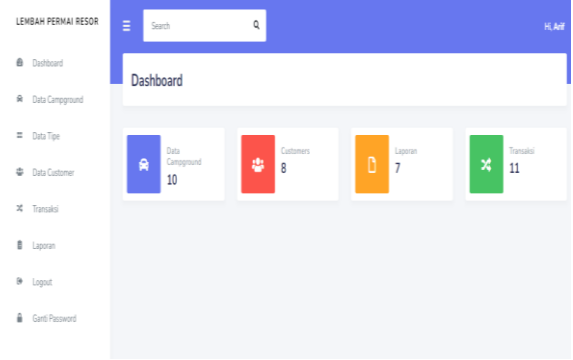 LEMBAH PERMAI RESOR
Search
Hi, Arif
Dashboard
Dashboard
Data Campground
Data Tipe
Data Customer
Transaksi
Laporan
Logout
Ganti Password
Data
Campground
10
Customers
8
Laporan
7
Transaksi
11